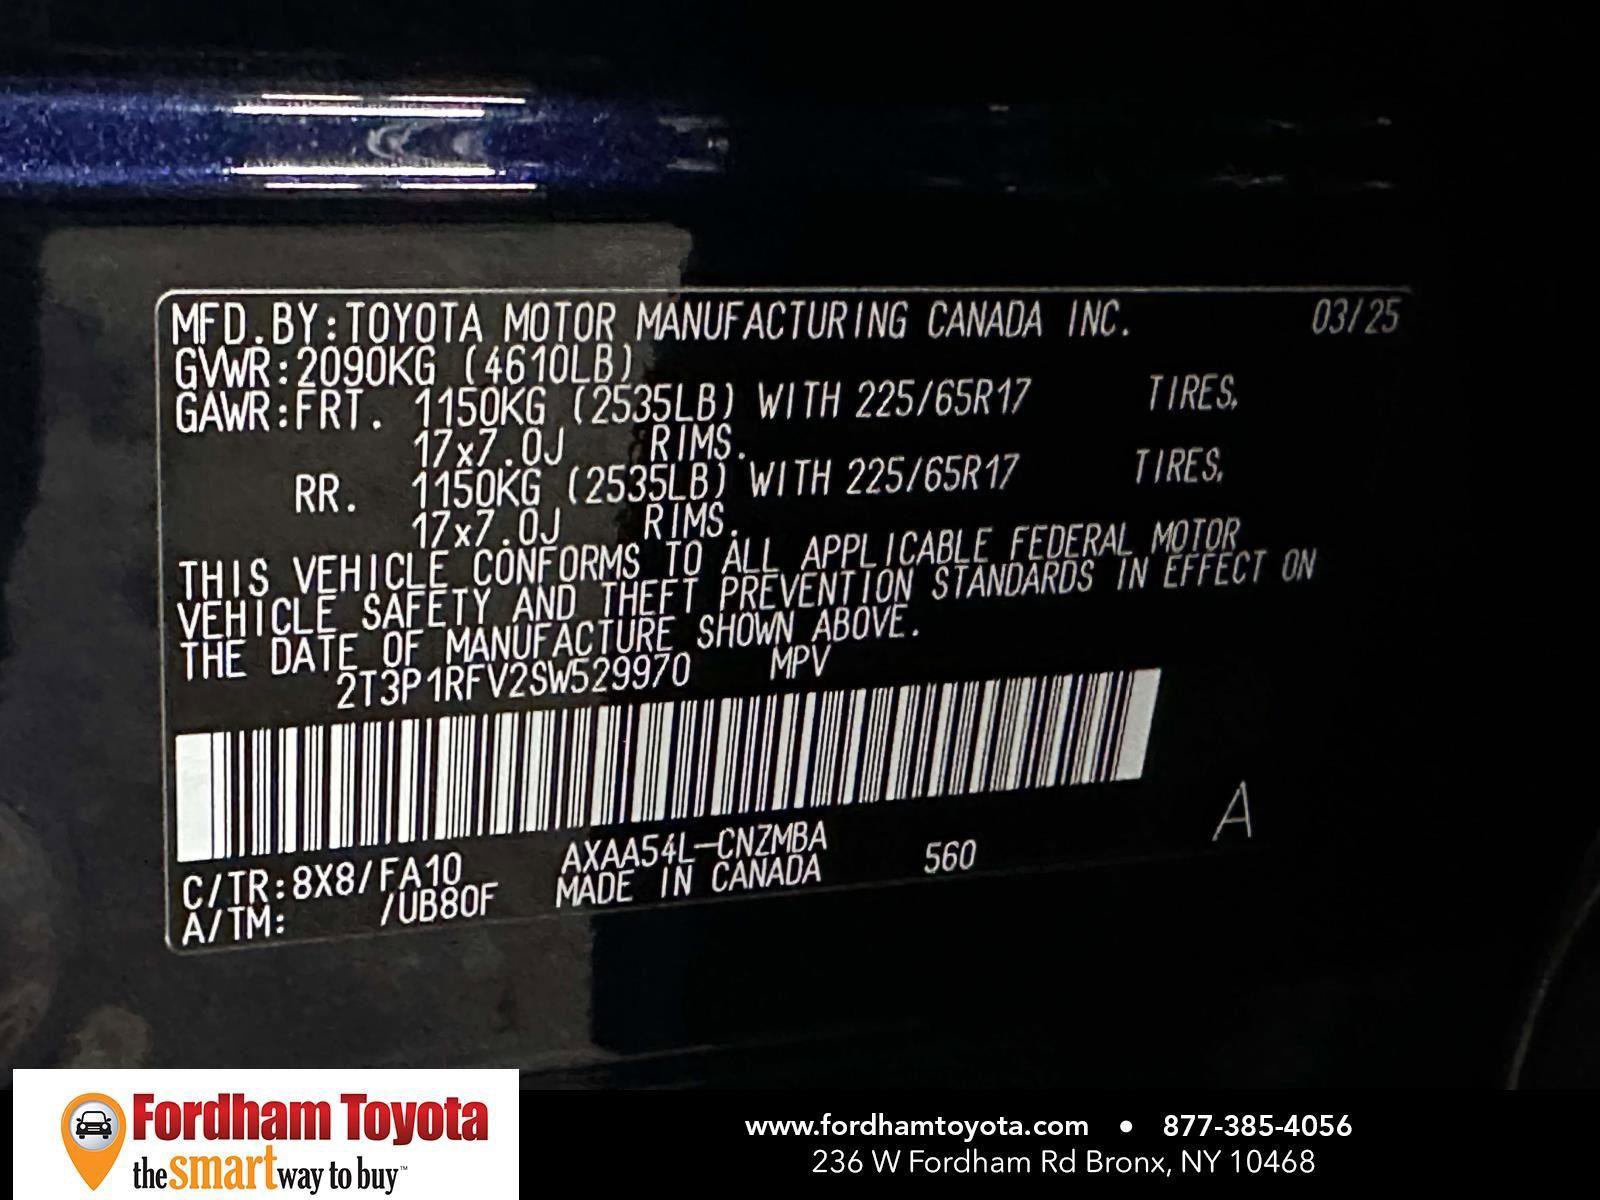 MFD.BY:TOYOTA MOTOR MANUFACTURING CANADA INC. 03/25
GVWR:2090KG (4610LB)
GAWR:FRT. 1150KG (2535LB) WITH 225/65R17 TIRES,
17x7.0J RIMS.
RR. 1150KG (2535LB) WITH 225/65R17 TIRES,
17x7.0J RIMS.
THIS VEHICLE CONFORMS TO ALL APPLICABLE FEDERAL MOTOR
VEHICLE SAFETY AND THEFT PREVENTION STANDARDS IN EFFECT ON
THE DATE OF MANUFACTURE SHOWN ABOVE.
2T3P1RFV2SW529970 MPV
A
C/TR:8X8/FA10 AXAA54L-CNZMBA 560
A/TM: /UB80F MADE IN CANADA
Fordham Toyota
the smart way to buy™
www.fordhamtoyota.com • 877-385-4056
236 W Fordham Rd Bronx, NY 10468